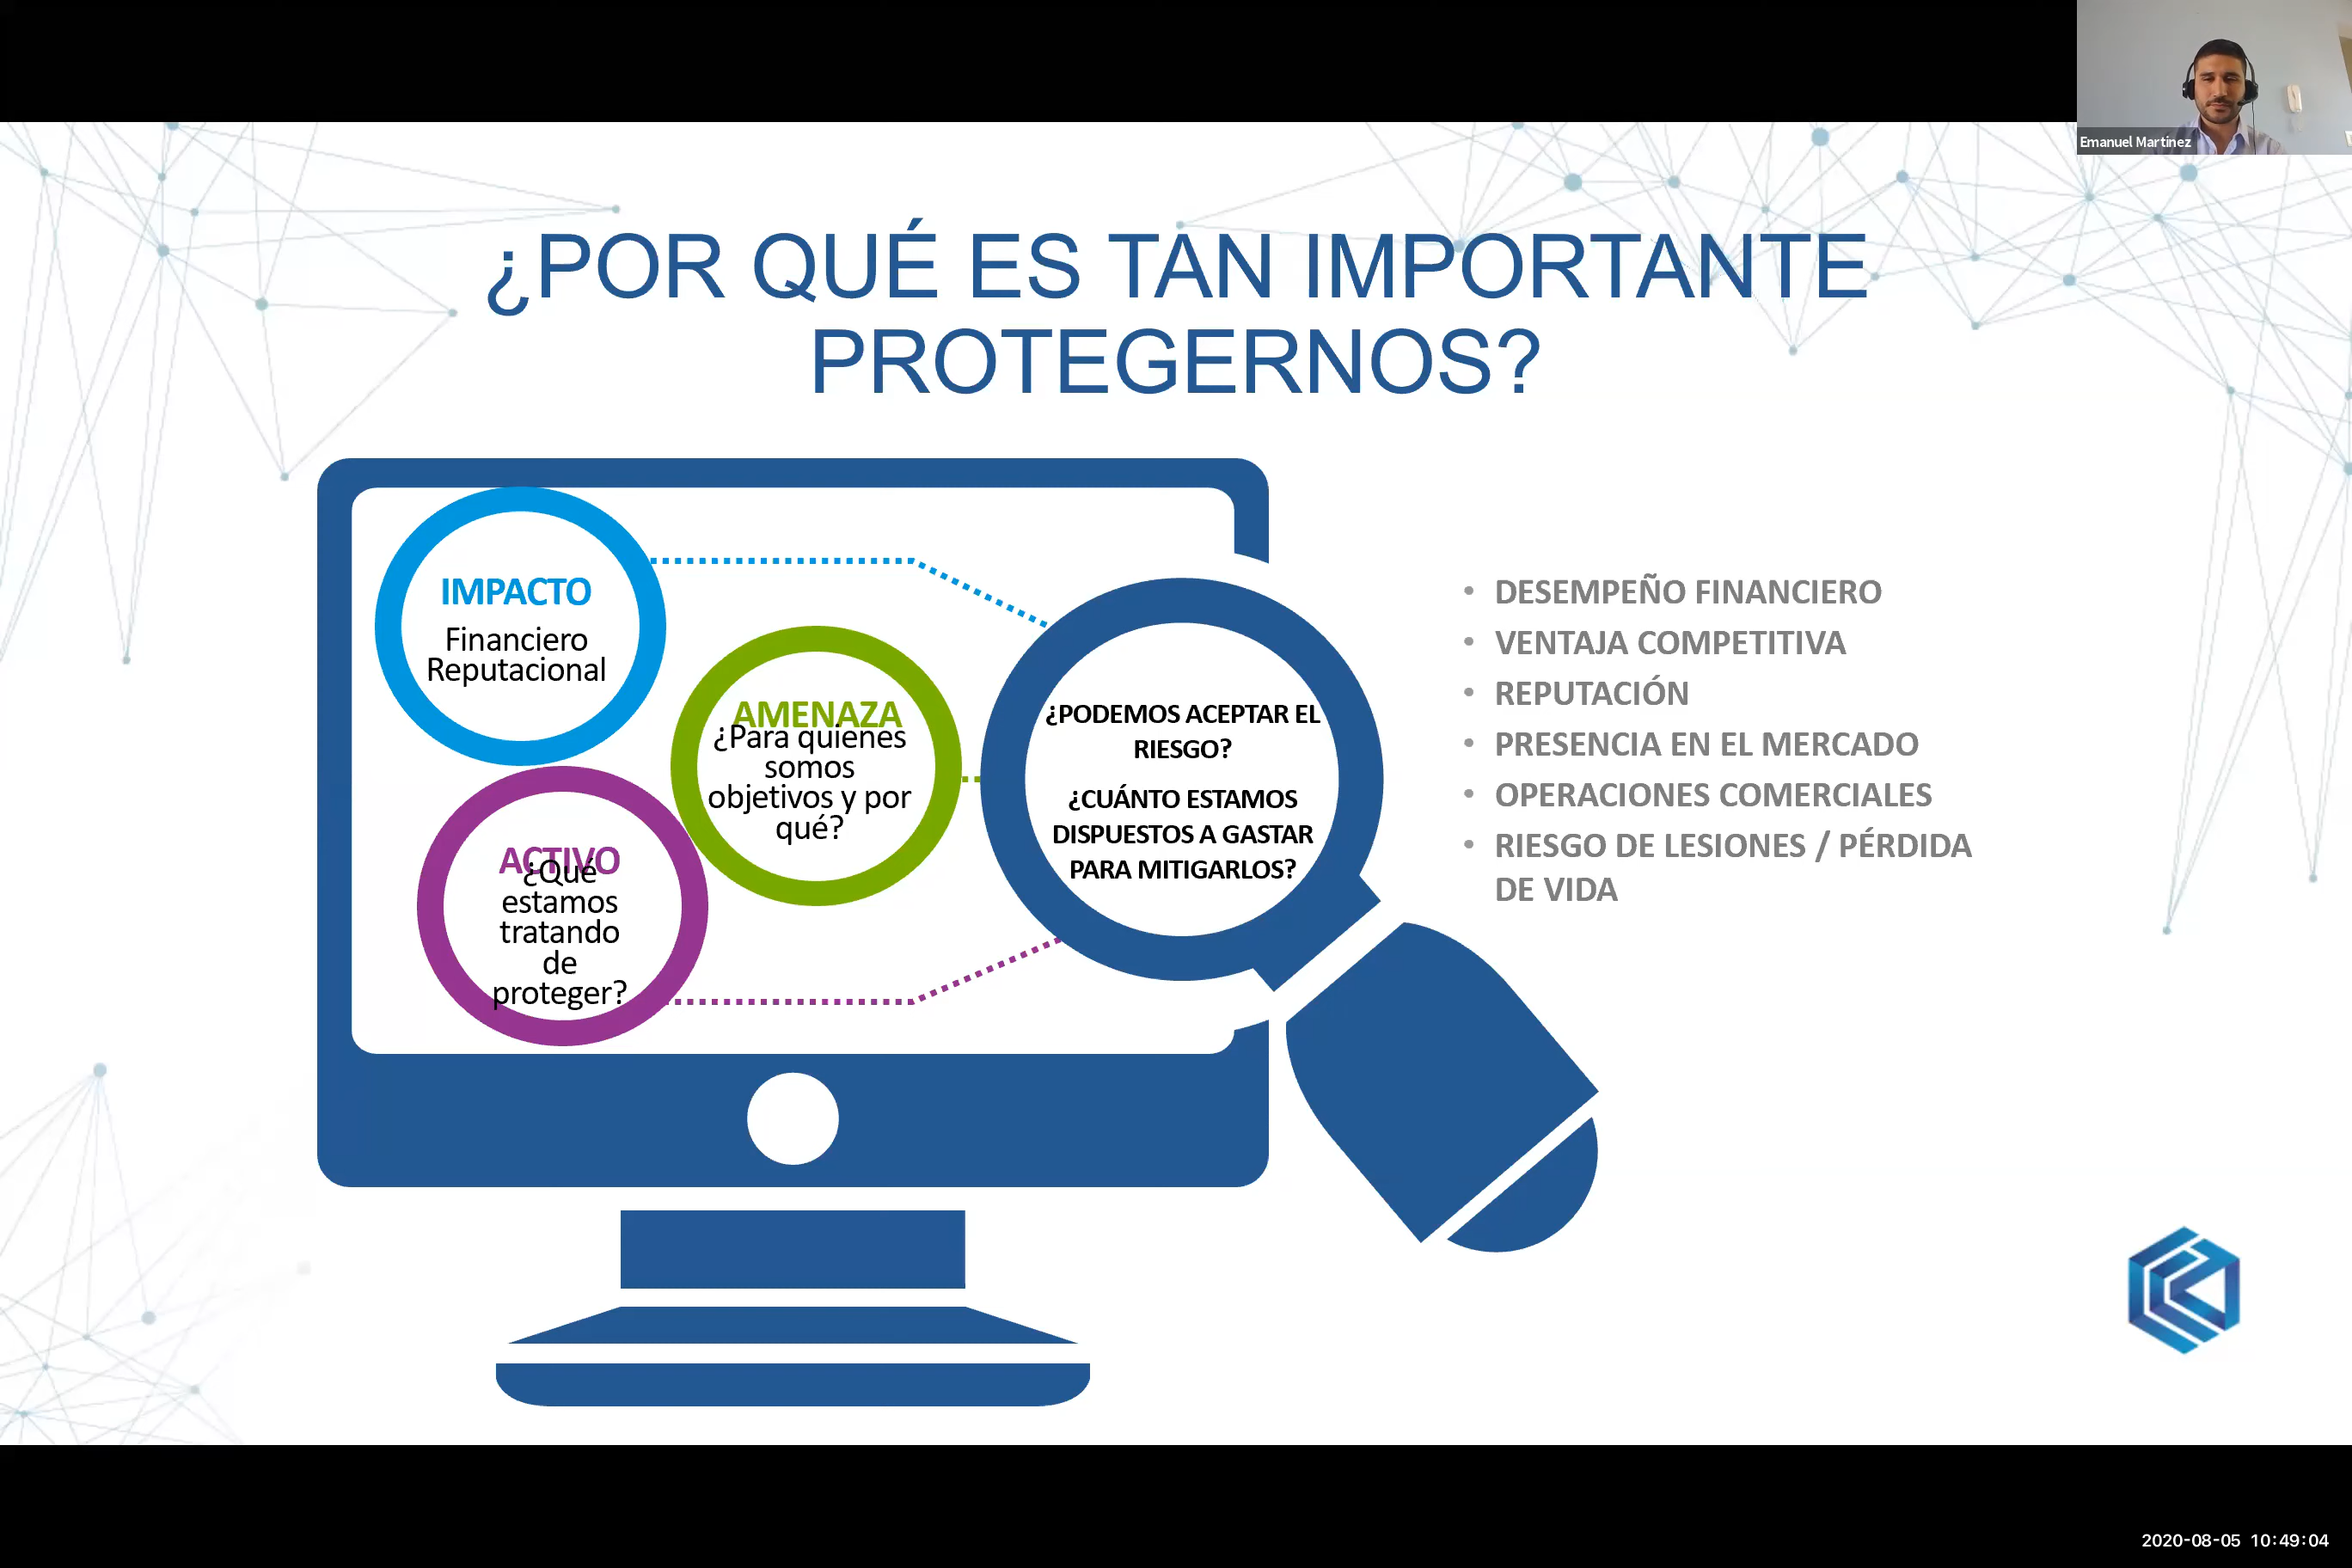 Emanuel Martinez
¿POR QUÉ ES TAN IMPORTANTE
PROTEGERNOS?
IMPACTO
Financiero
Reputacional
AMENAZA
¿Para quienes
somos
objetivos y por
qué?
ACTIVO
¿Qué
estamos
tratando
de
proteger?
¿PODEMOS ACEPTAR EL
RIESGO?
¿CUÁNTO ESTAMOS
DISPUESTOS A GASTAR
PARA MITIGARLOS?
• DESEMPEÑO FINANCIERO
• VENTAJA COMPETITIVA
• REPUTACIÓN
• PRESENCIA EN EL MERCADO
• OPERACIONES COMERCIALES
• RIESGO DE LESIONES / PÉRDIDA
DE VIDA
2020-08-05 10:49:04